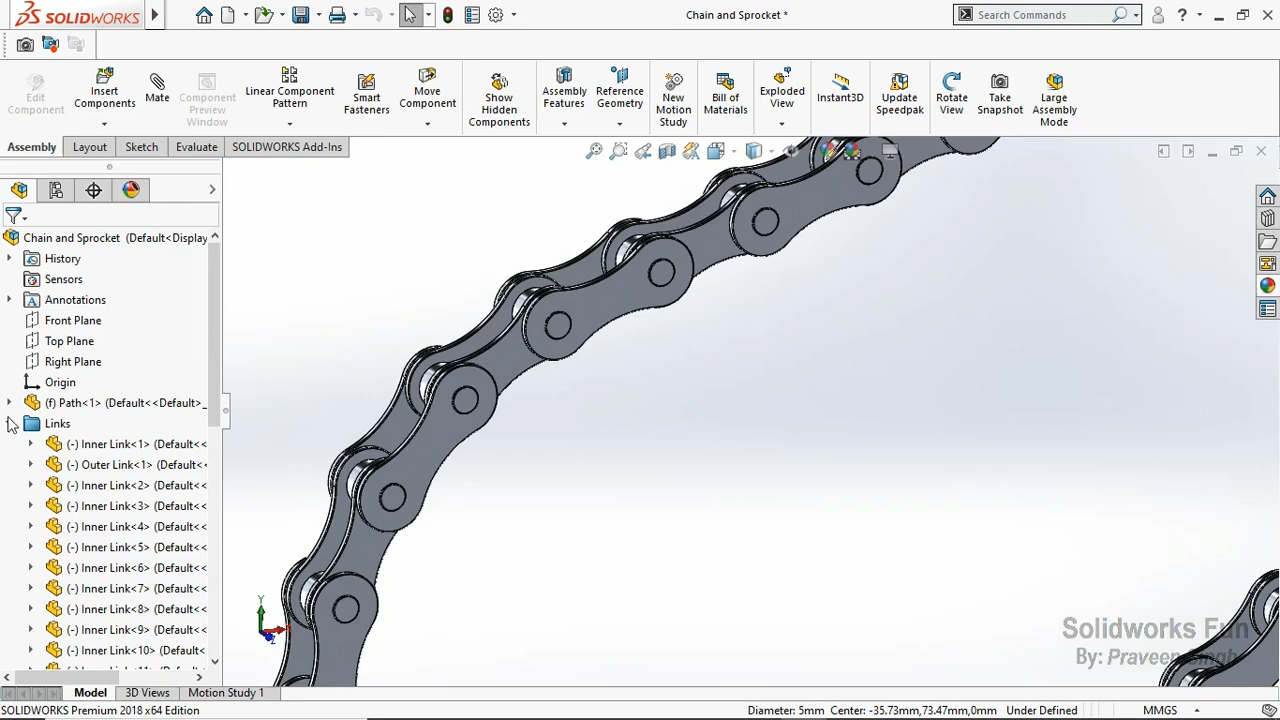 SOLIDWORKS
Chain and Sprocket *
Search Commands
Edit
Component
Insert
Components
Mate
Component
Preview
Window
Linear Component
Pattern
Smart
Fasteners
Move
Component
Show
Hidden
Components
Assembly
Features
Reference
Geometry
New
Motion
Study
Bill of
Materials
Exploded
View
Instant3D
Update
Speedpak
Rotate
View
Take
Snapshot
Large
Assembly
Mode
Assembly Layout Sketch Evaluate SOLIDWORKS Add-Ins
Chain and Sprocket (Default<Display
History
Sensors
Annotations
Front Plane
Top Plane
Right Plane
Origin
(f) Path<1> (Default<<Default>_
Links
(-) Inner Link<1> (Default<<
(-) Outer Link<1> (Default<<
(-) Inner Link<2> (Default<<
(-) Inner Link<3> (Default<<
(-) Inner Link<4> (Default<<
(-) Inner Link<5> (Default<<
(-) Inner Link<6> (Default<<
(-) Inner Link<7> (Default<<
(-) Inner Link<8> (Default<<
(-) Inner Link<9> (Default<<
(-) Inner Link<10> (Default<<
Y
Z
Solidworks Fun
By: Praveen Singh
Model 3D Views Motion Study 1
SOLIDWORKS Premium 2018 x64 Edition
Diameter: 5mm Center: -35.73mm,73.47mm,0mm Under Defined MMGS